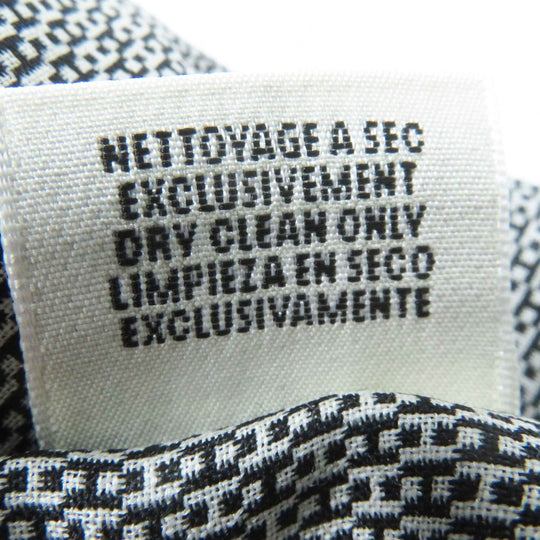 NETTOYAGE A SEC
EXCLUSIVEMENT
DRY CLEAN ONLY
LIMPIEZA EN SECO
EXCLUSIVAMENTE